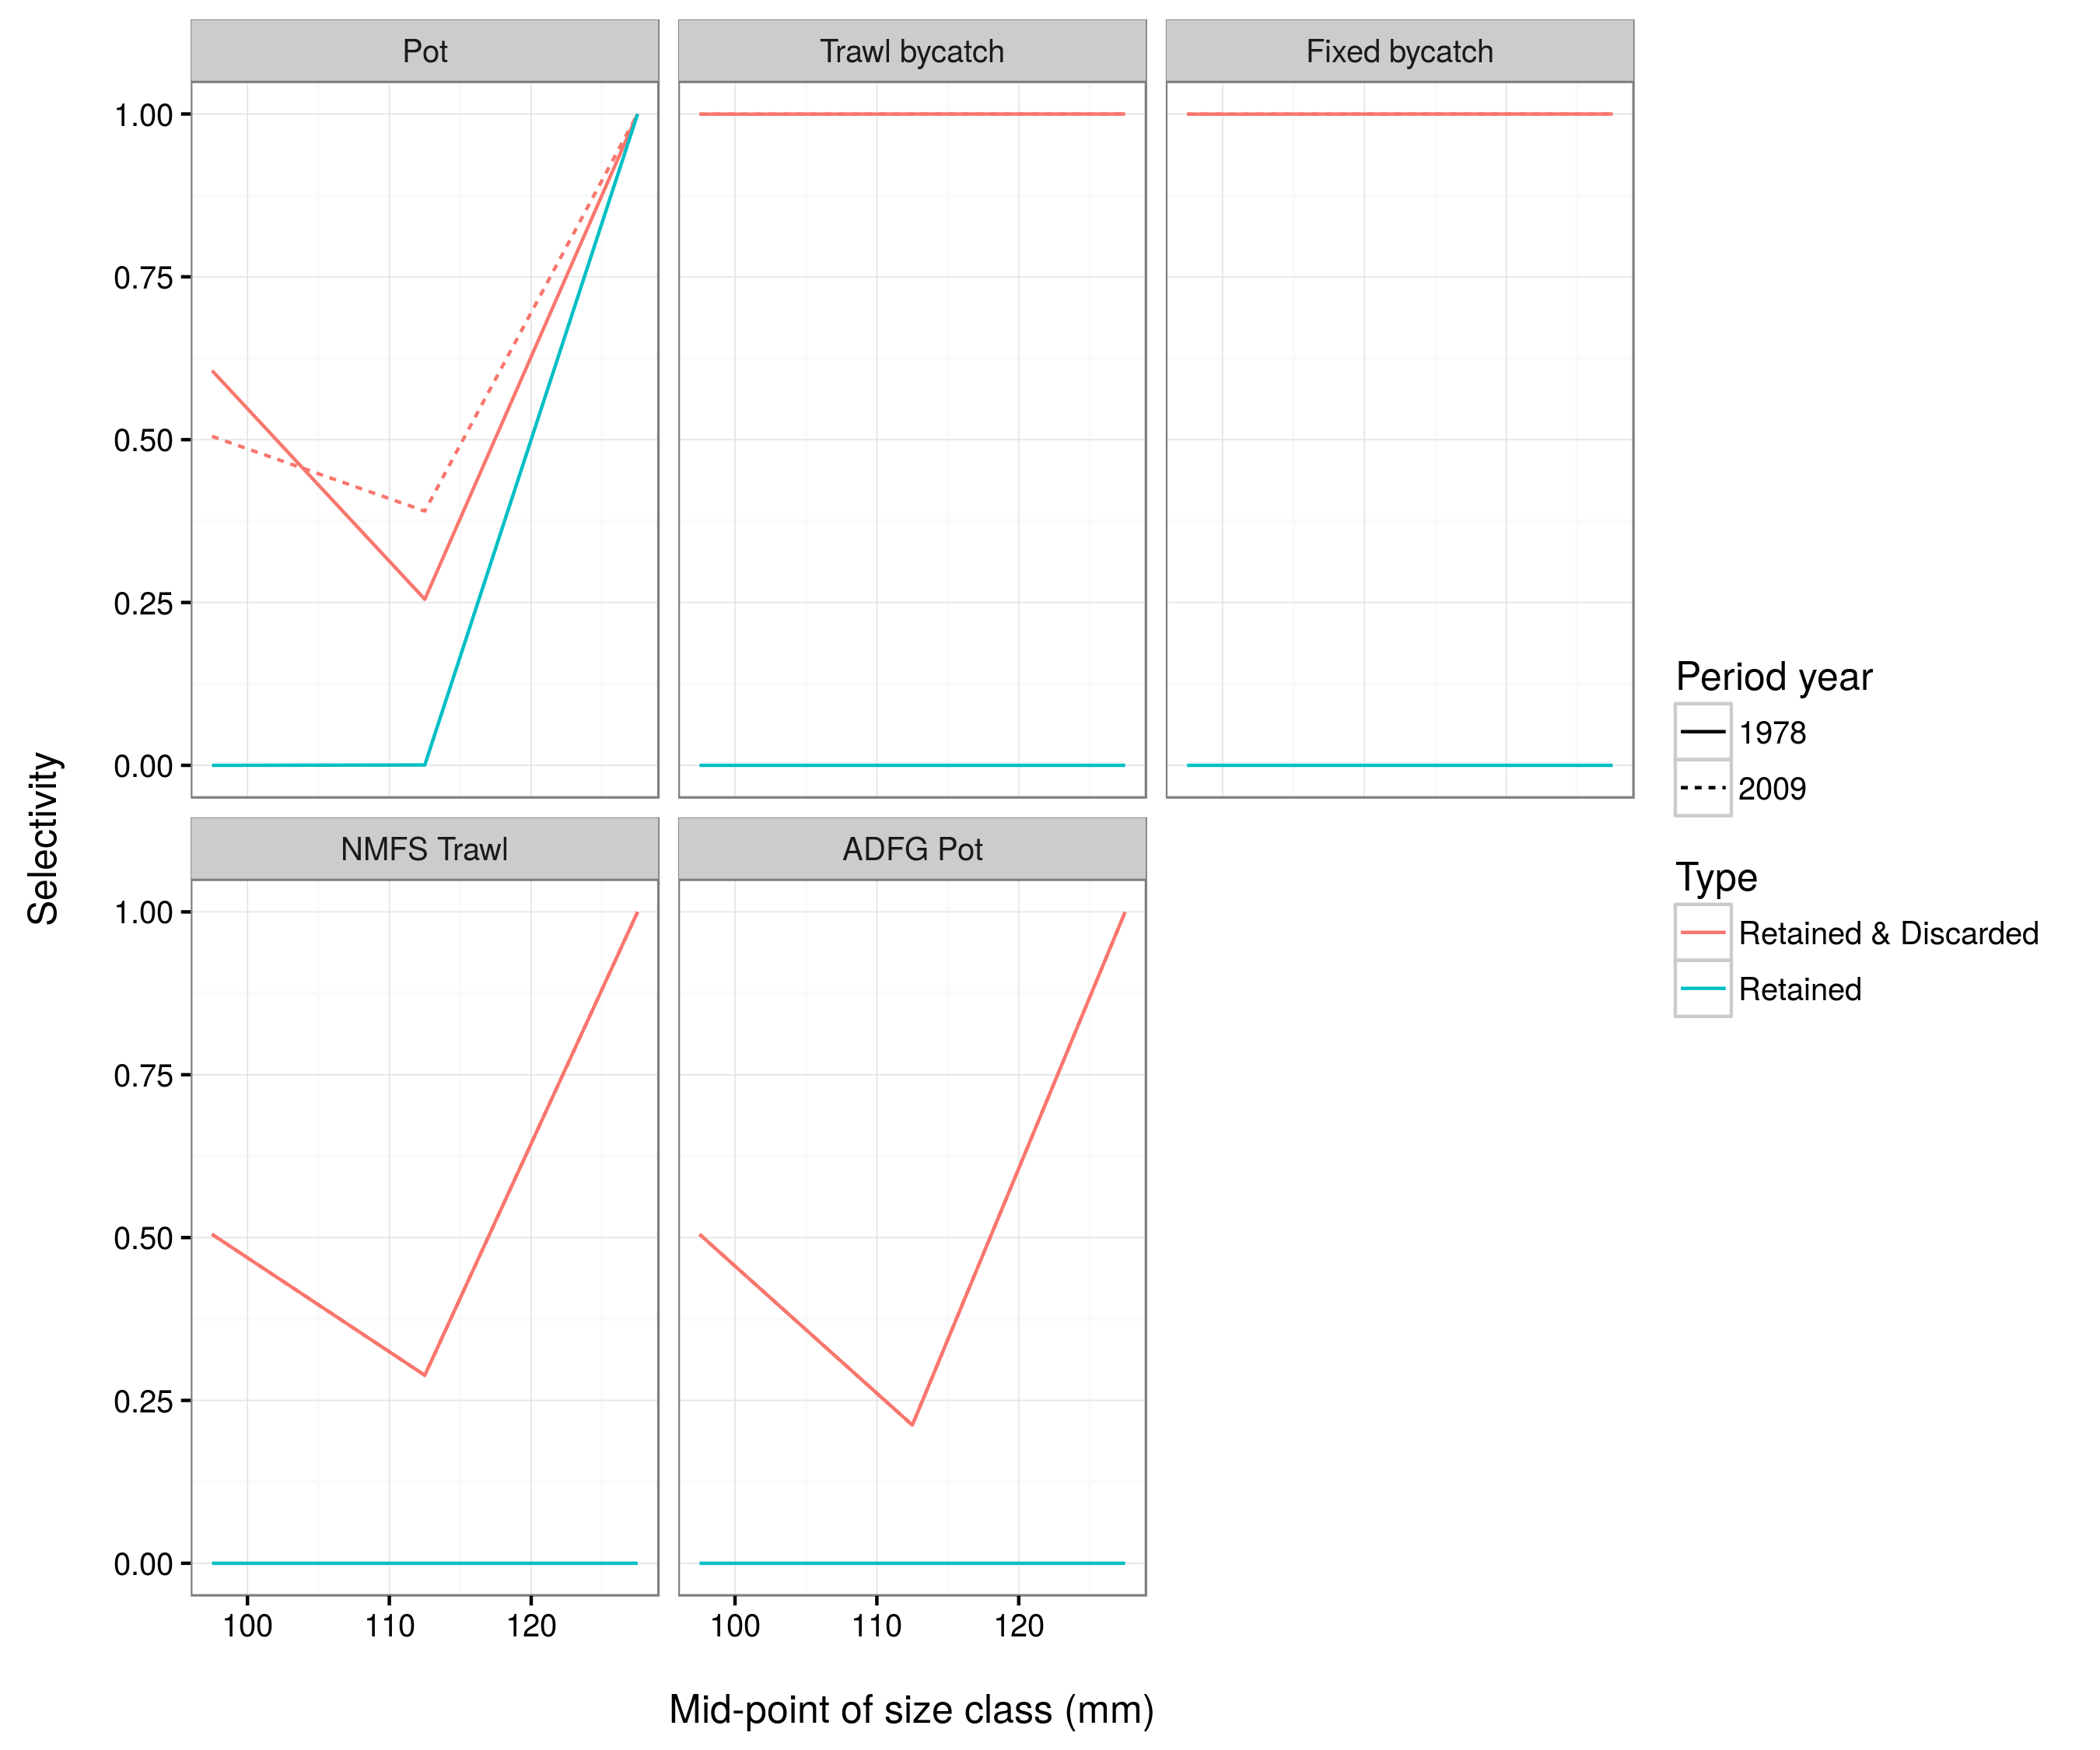 Pot
Trawl bycatch
Fixed bycatch
1.00
0.75
0.50
0.25
0.00
NMFS Trawl
ADFG Pot
1.00
0.75
0.50
0.25
0.00
100
110
120
100
110
120
Mid-point of size class (mm)
Selectivity
Period year
1978
2009
Type
Retained & Discarded
Retained